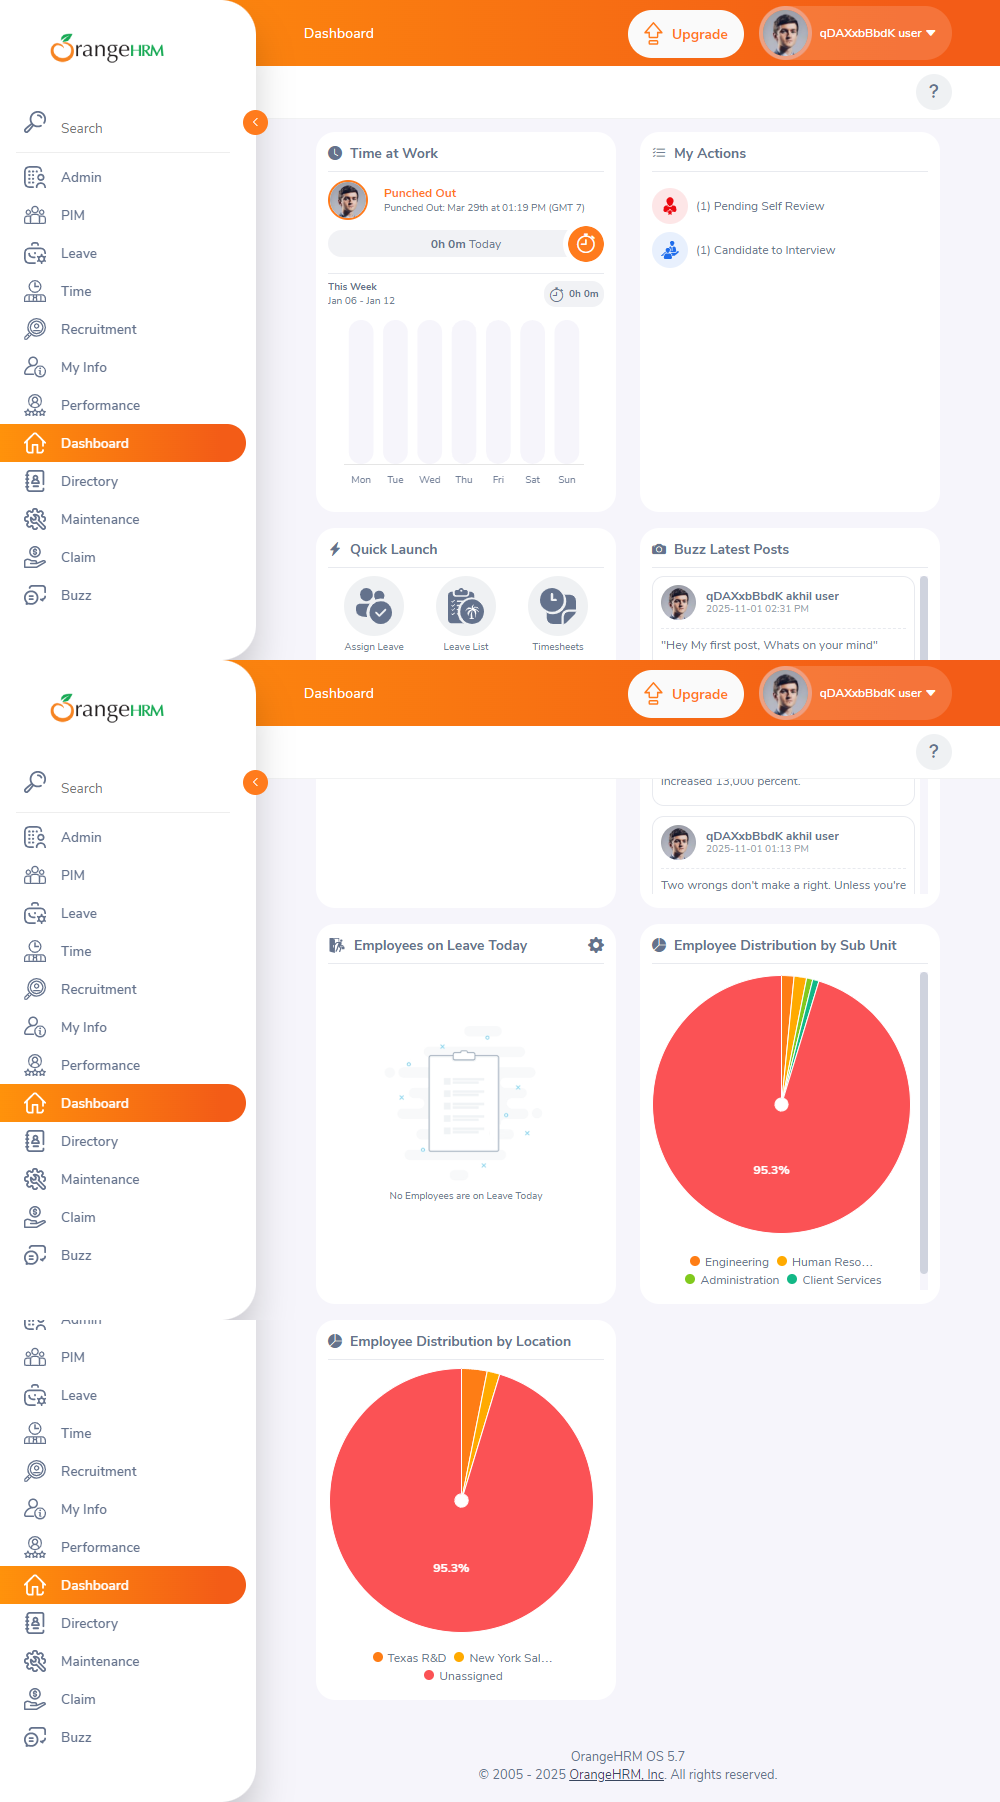 OrangeHRM
Search
Admin
PIM
Leave
Time
Recruitment
My Info
Performance
Dashboard
Directory
Maintenance
Claim
Buzz
Dashboard
Upgrade
qDAXxbBbdK user
?
Time at Work
Punched Out
Punched Out: Mar 29th at 01:19 PM (GMT 7)
0h 0m Today
This Week
Jan 06 - Jan 12
0h 0m
Mon Tue Wed Thu Fri Sat Sun
My Actions
(1) Pending Self Review
(1) Candidate to Interview
Quick Launch
Assign Leave
Leave List
Timesheets
Buzz Latest Posts
qDAXxbBbdK akhil user
2025-11-01 02:31 PM
"Hey My first post, Whats on your mind"
OrangeHRM
Search
Admin
PIM
Leave
Time
Recruitment
My Info
Performance
Dashboard
Directory
Maintenance
Claim
Buzz
Dashboard
Upgrade
qDAXxbBbdK user
?
increased 13,000 percent.
qDAXxbBbdK akhil user
2025-11-01 01:13 PM
Two wrongs don't make a right. Unless you're
Employees on Leave Today
No Employees are on Leave Today
Employee Distribution by Sub Unit
95.3%
Engineering
Human Reso...
Administration
Client Services
Admin
PIM
Leave
Time
Recruitment
My Info
Performance
Dashboard
Directory
Maintenance
Claim
Buzz
Employee Distribution by Location
95.3%
Texas R&D
New York Sal...
Unassigned
OrangeHRM OS 5.7
© 2005 - 2025 OrangeHRM, Inc. All rights reserved.